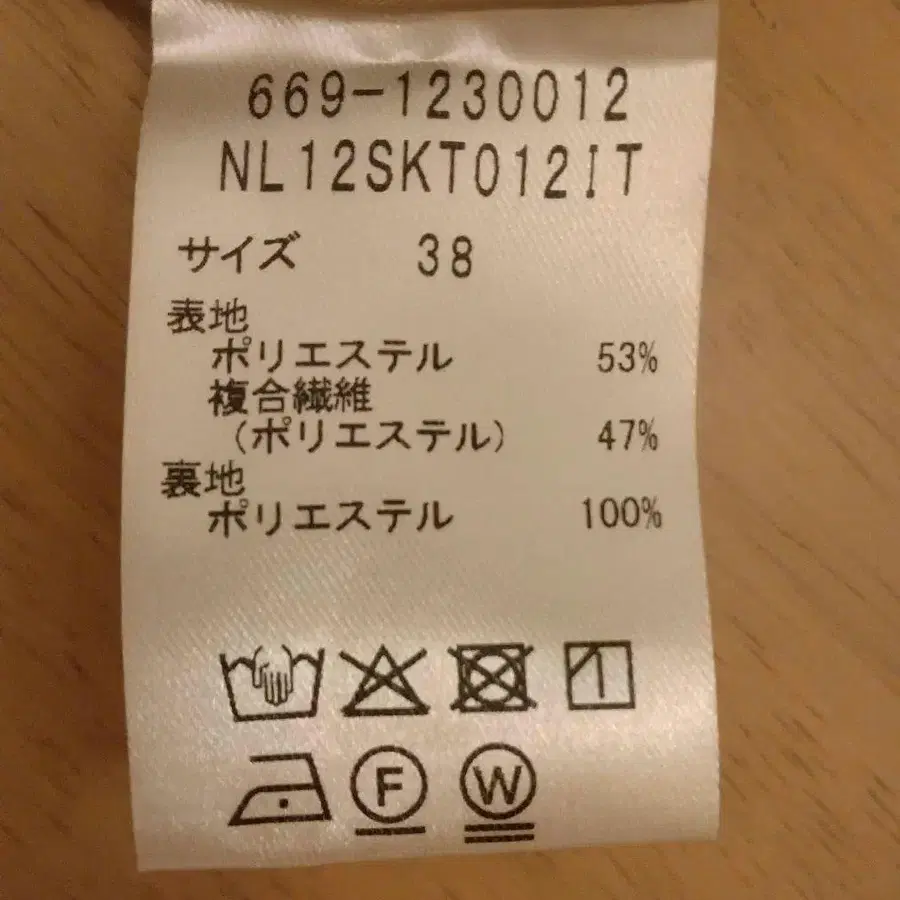 669-1230012
NL12SKT012IT
サイズ 38
表地
ポリエステル 53%
複合繊維
(ポリエステル) 47%
裏地
ポリエステル 100%
F W